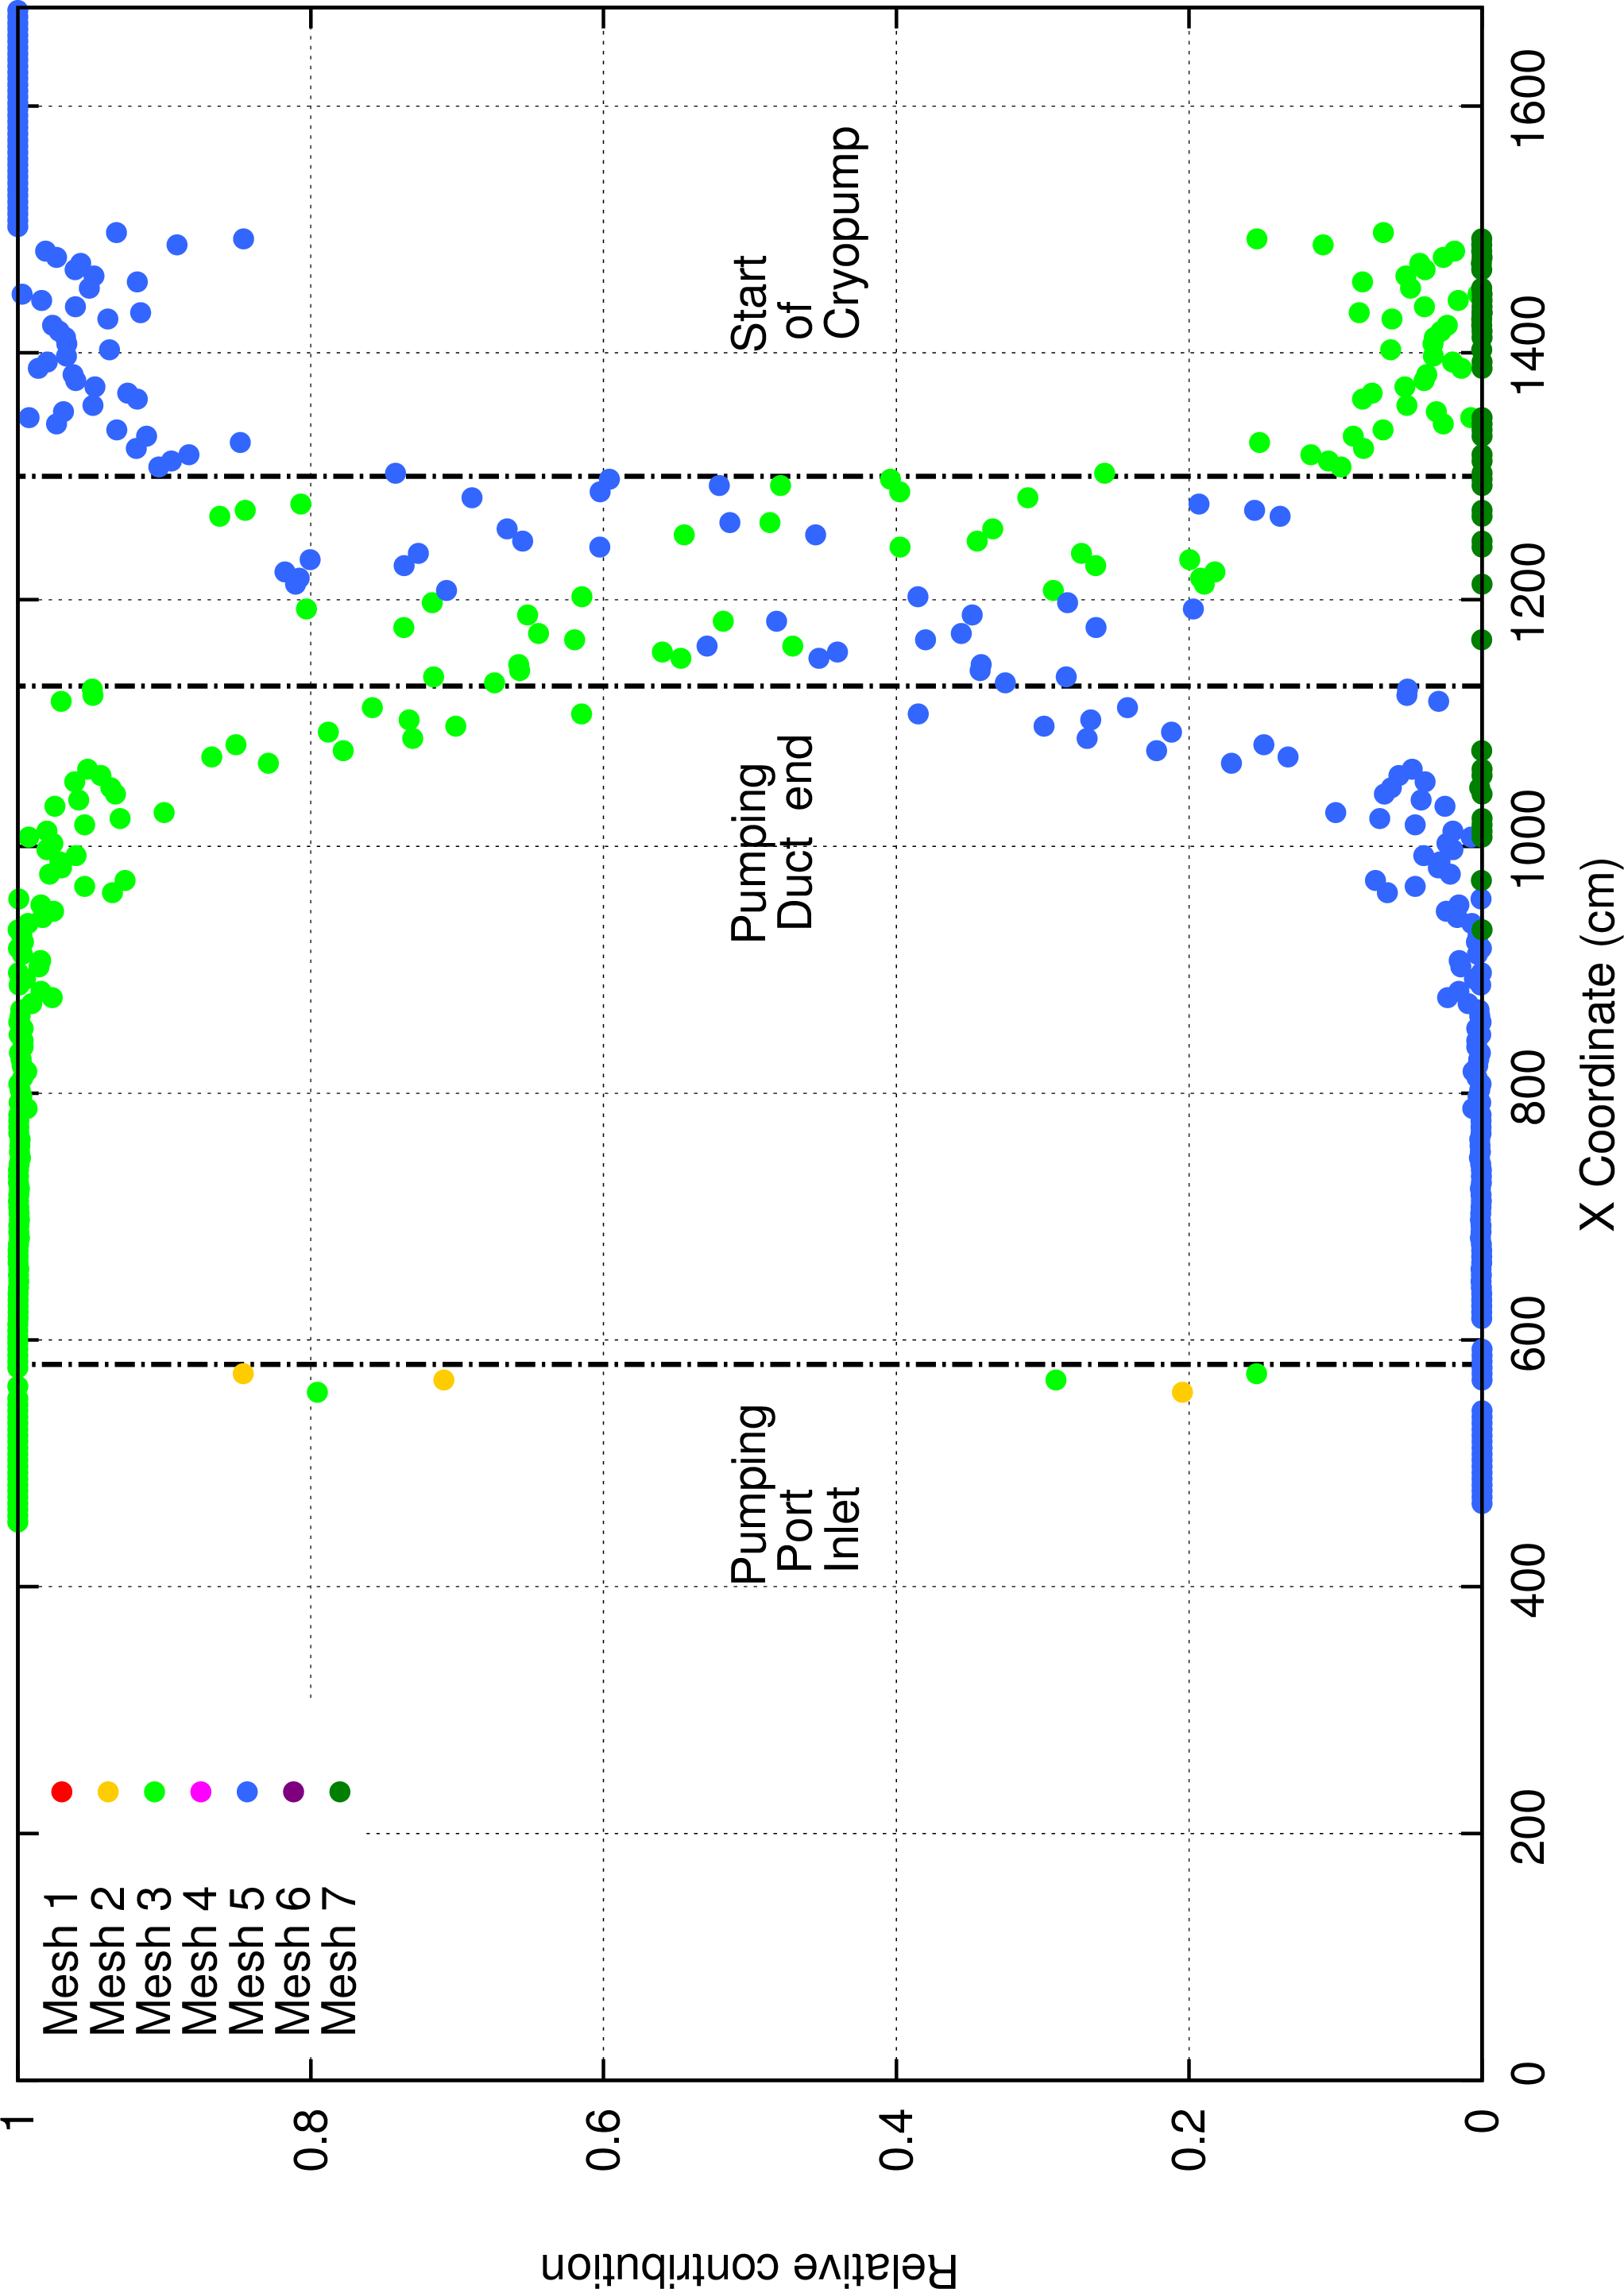 Relative contribution
1
0.8
0.6
0.4
0.2
0
Mesh 1
Mesh 2
Mesh 3
Mesh 4
Mesh 5
Mesh 6
Mesh 7
Pumping
Port
Inlet
Pumping
Duct end
Start
of
Cryopump
0 200 400 600 800 1000 1200 1400 1600
X Coordinate (cm)